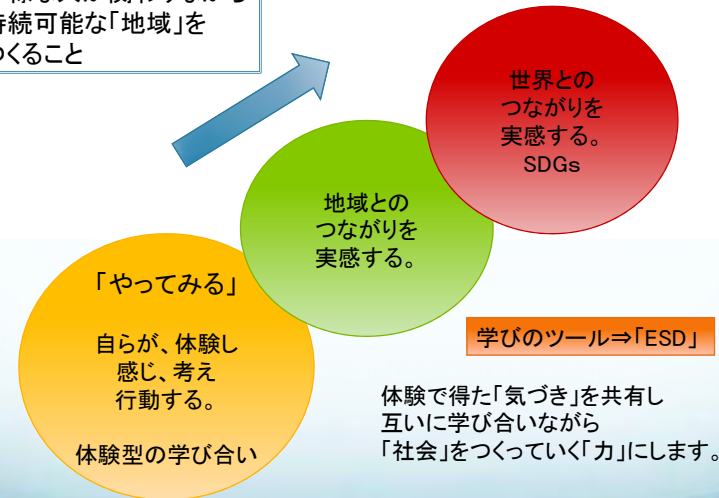 持続可能な「地域」を
つくること
世界との
つながりを
実感する。
SDGs
地域との
つながりを
実感する。
「やってみる」
自らが、体験し
感じ、考え
行動する。
体験型の学び合い
学びのツール⇒「ESD」
体験で得た「気づき」を共有し
互いに学び合いながら
「社会」をつくっていく「力」にします。